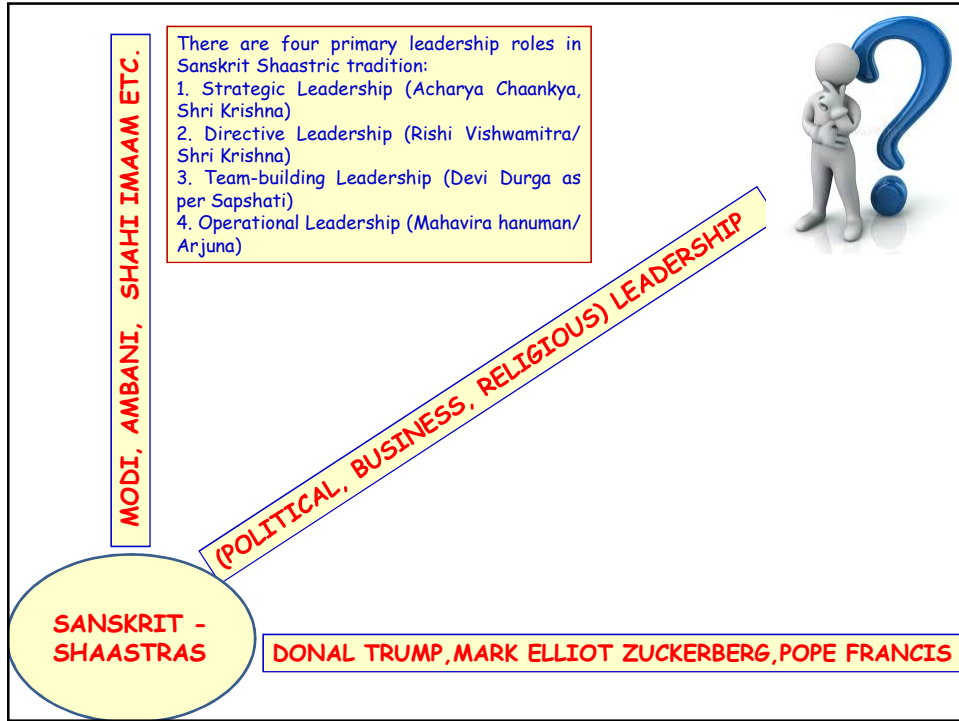 There are four primary leadership roles in
Sanskrit Shaastric tradition:
1. Strategic Leadership (Acharya Chaankya,
Shri Krishna)
2. Directive Leadership (Rishi Vishwamitra/
Shri Krishna)
3. Team-building Leadership (Devi Durga as
per Sapshati)
4. Operational Leadership (Mahavira hanuman/
Arjuna)
MODI, AMBANI, SHAHI IMAAM ETC.
(POLITICAL, BUSINESS, RELIGIOUS) LEADERSHIP
SANSKRIT -
SHAASTRAS
DONAL TRUMP,MARK ELLIOT ZUCKERBERG,POPE FRANCIS